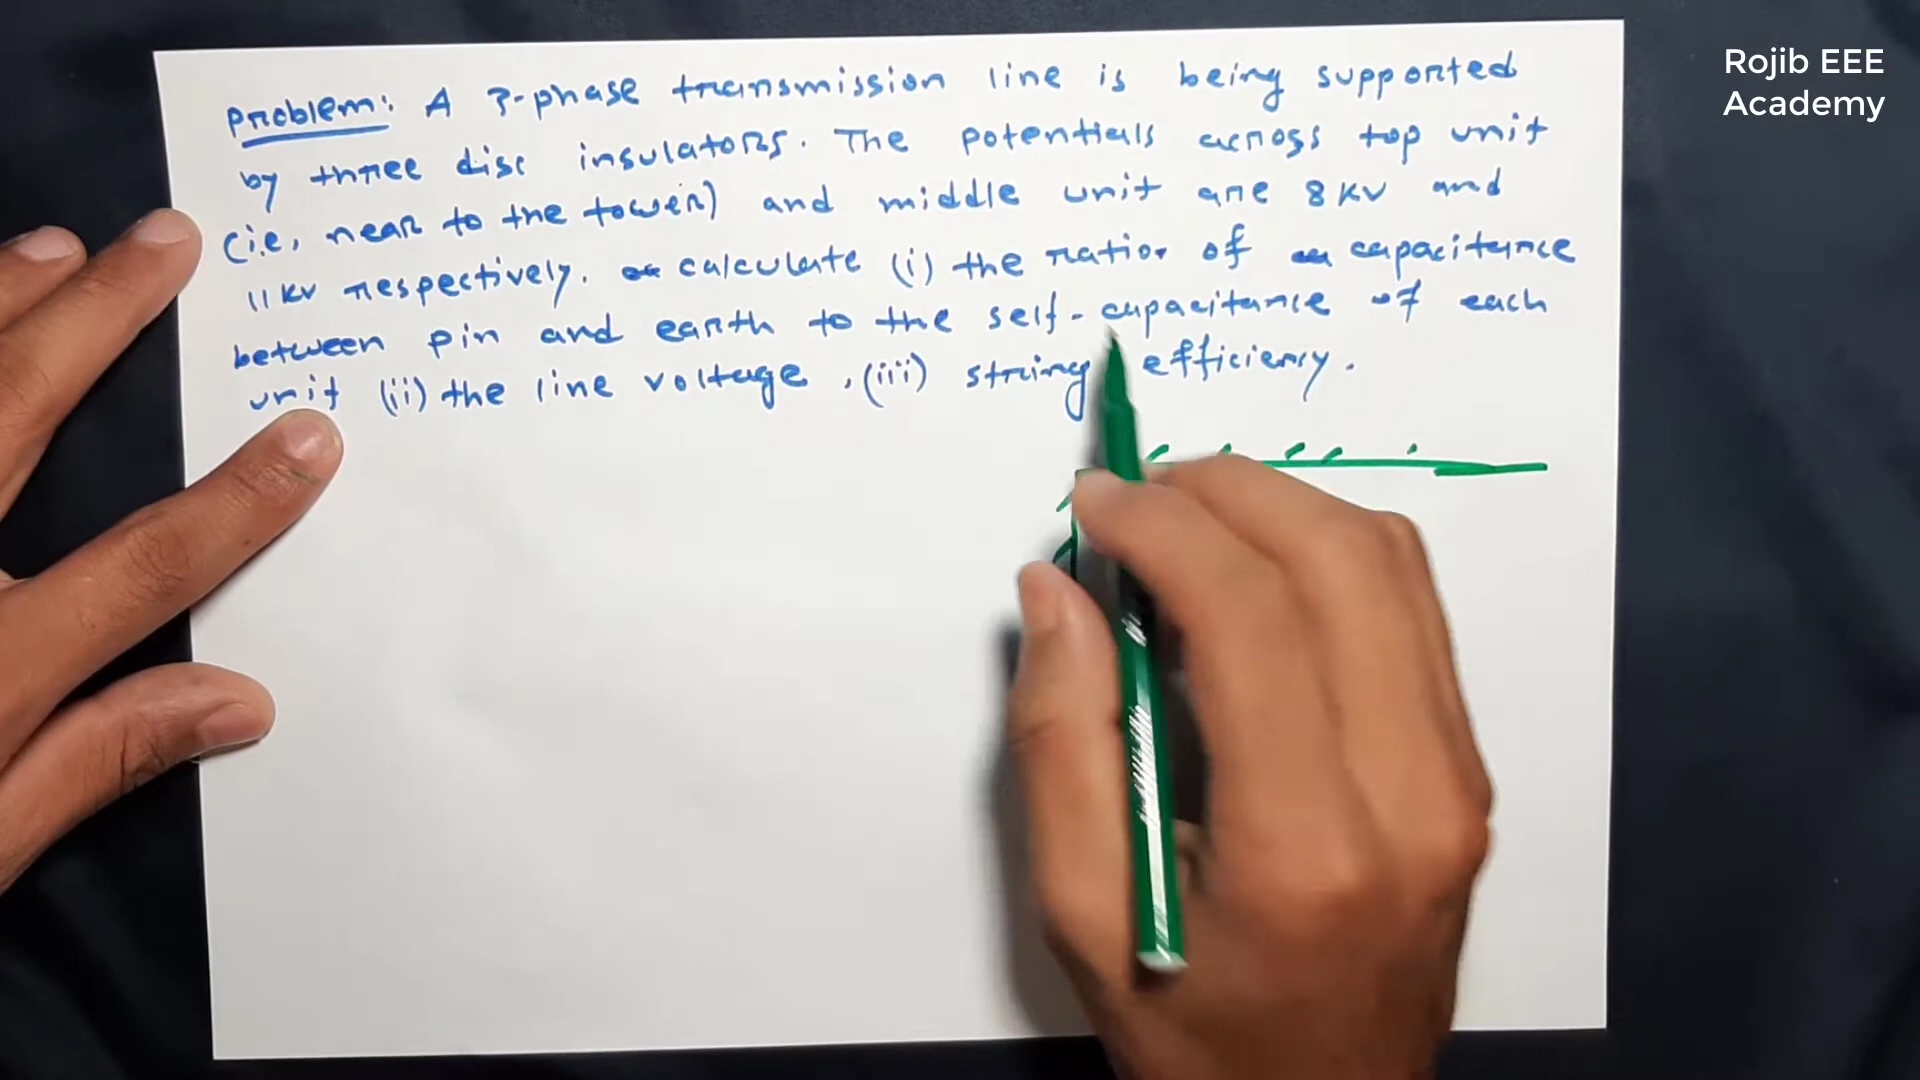 Problem: A 3-phase transmission line is being supported
by three disc insulators. The potentials across top unit
(i.e, near to the tower) and middle unit are 8 KV and
11 KV respectively. calculate (i) the ratio of capacitance
between pin and earth to the self-capacitance of each
unit (ii) the line voltage, (iii) string efficiency.
Rojib EEE
Academy